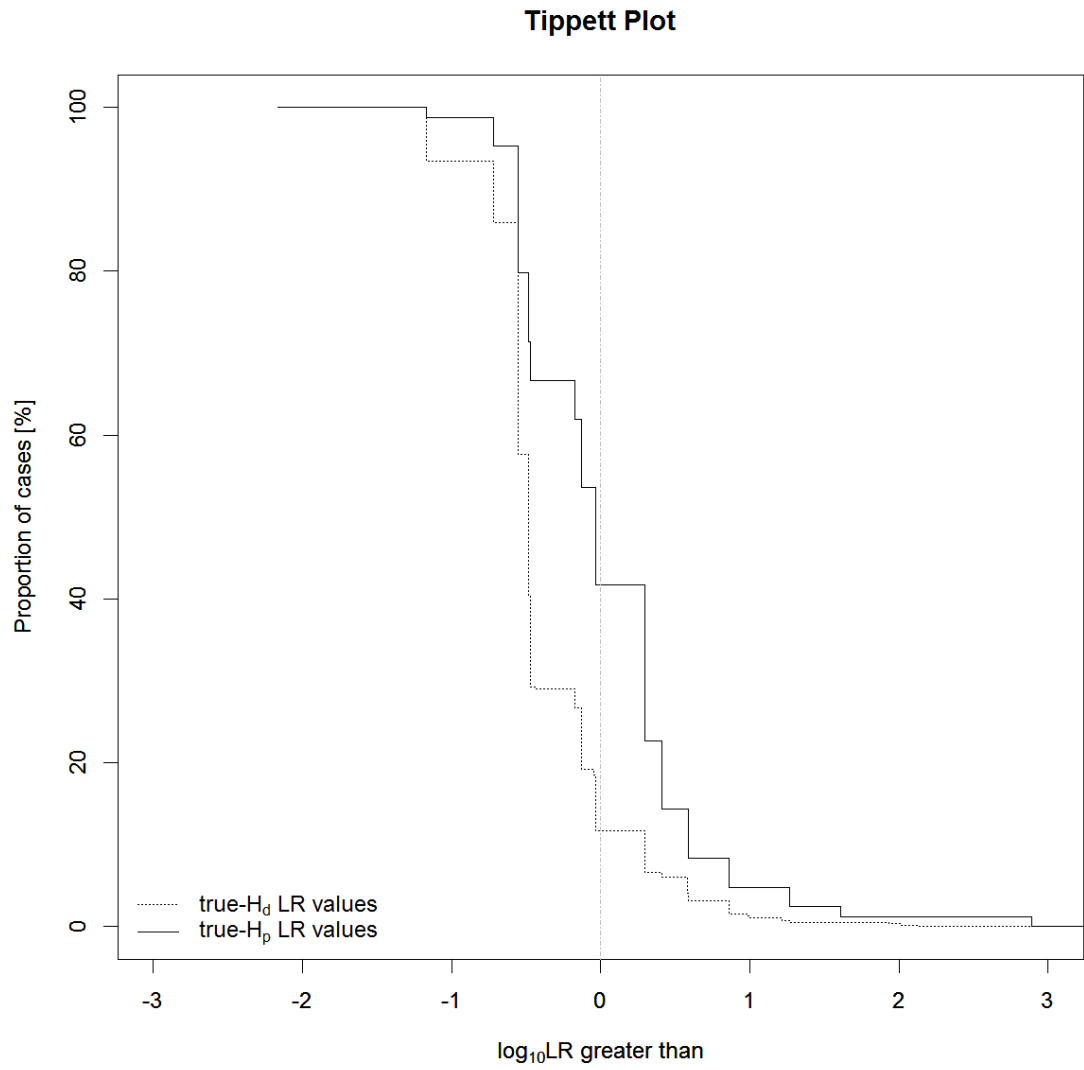 Tippett Plot
Proportion of cases [%]
100
80
60
40
20
0
true-Hd LR values
true-Hp LR values
-3 -2 -1 0 1 2 3
log10LR greater than